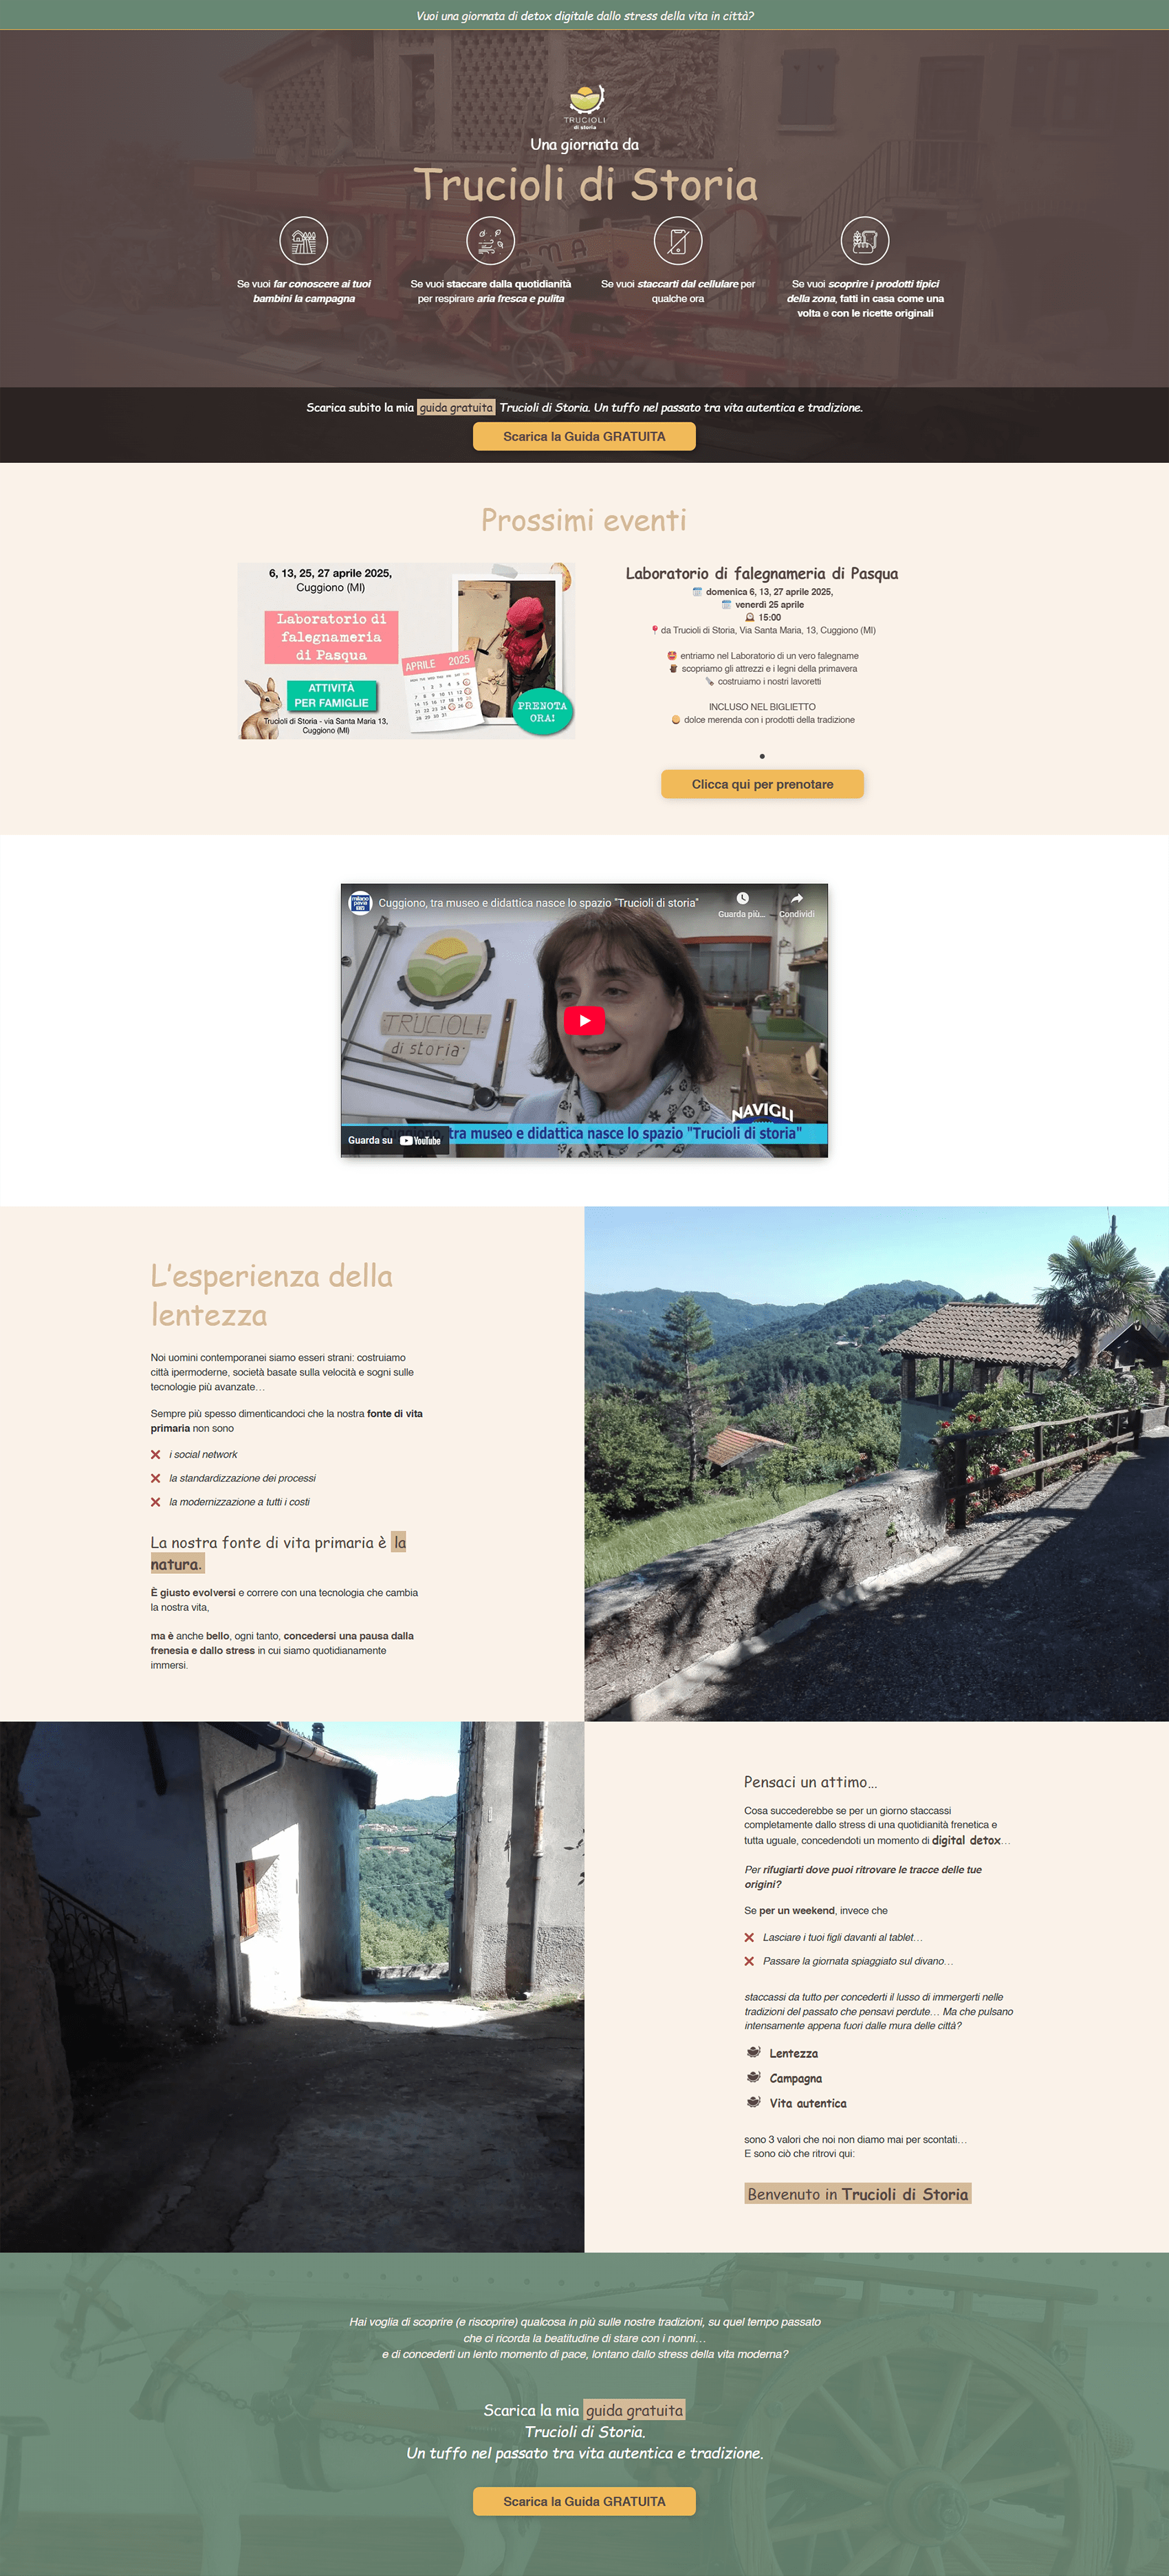 Vuoi una giornata di detox digitale dallo stress della vita in città?
TRUCIOLI
di storia
Una giornata da
Trucioli di Storia
Se vuoi far conoscere ai tuoi
bambini la campagna
Se vuoi staccare dalla quotidianità
per respirare aria fresca e pulita
Se vuoi staccarti dal cellulare per
qualche ora
Se vuoi scoprire i prodotti tipici
della zona, fatti in casa come una
volta e con le ricette originali
Scarica subito la mia guida gratuita Trucioli di Storia. Un tuffo nel passato tra vita autentica e tradizione.
Scarica la Guida GRATUITA
Prossimi eventi
6, 13, 25, 27 aprile 2025,
Cuggiono (MI)
Laboratorio di
falegnameria
di Pasqua
APRILE 2025
ATTIVITÀ
PER FAMIGLIE
PRENOTA
ORA!
Trucioli di Storia - via Santa Maria 13,
Cuggiono (MI)
Laboratorio di falegnameria di Pasqua
🗓️ domenica 6, 13, 27 aprile 2025,
🗓️ venerdì 25 aprile
🕰️ 15:00
📍 da Trucioli di Storia, Via Santa Maria, 13, Cuggiono (MI)
entriamo nel Laboratorio di un vero falegname
scopriamo gli attrezzi e i legni della primavera
costruiamo i nostri lavoretti
INCLUSO NEL BIGLIETTO
dolce merenda con i prodotti della tradizione
•
Clicca qui per prenotare
milano
pavia
Cuggiono, tra museo e didattica nasce lo spazio "Trucioli di storia"
Guarda più...
Condividi
TRUCIOLI
di storia
NAVIGLI
Cuggiono, tra museo e didattica nasce lo spazio "Trucioli di storia"
Guarda su YouTube
L'esperienza della
lentezza
Noi uomini contemporanei siamo esseri strani: costruiamo
città ipermoderne, società basate sulla velocità e sogni sulle
tecnologie più avanzate…
Sempre più spesso dimenticandoci che la nostra fonte di vita
primaria non sono
❌ i social network
❌ la standardizzazione dei processi
❌ la modernizzazione a tutti i costi
La nostra fonte di vita primaria è la
natura.
È giusto evolversi e correre con una tecnologia che cambia
la nostra vita,
ma è anche bello, ogni tanto, concedersi una pausa dalla
frenesia e dallo stress in cui siamo quotidianamente
immersi.
Pensaci un attimo…
Cosa succederebbe se per un giorno staccassi
completamente dallo stress di una quotidianità frenetica e
tutta uguale, concedendoti un momento di digital detox…
Per rifugiarti dove puoi ritrovare le tracce delle tue
origini?
Se per un weekend, invece che
❌ Lasciare i tuoi figli davanti al tablet…
❌ Passare la giornata spiaggiato sul divano…
staccassi da tutto per concederti il lusso di immergerti nelle
tradizioni del passato che pensavi perdute… Ma che pulsano
intensamente appena fuori dalle mura delle città?
Lentezza
Campagna
Vita autentica
sono 3 valori che noi non diamo mai per scontati…
E sono ciò che ritrovi qui:
Benvenuto in Trucioli di Storia
Hai voglia di scoprire (e riscoprire) qualcosa in più sulle nostre tradizioni, su quel tempo passato
che ci ricorda la beatitudine di stare con i nonni…
e di concederti un lento momento di pace, lontano dallo stress della vita moderna?
Scarica la mia guida gratuita
Trucioli di Storia.
Un tuffo nel passato tra vita autentica e tradizione.
Scarica la Guida GRATUITA